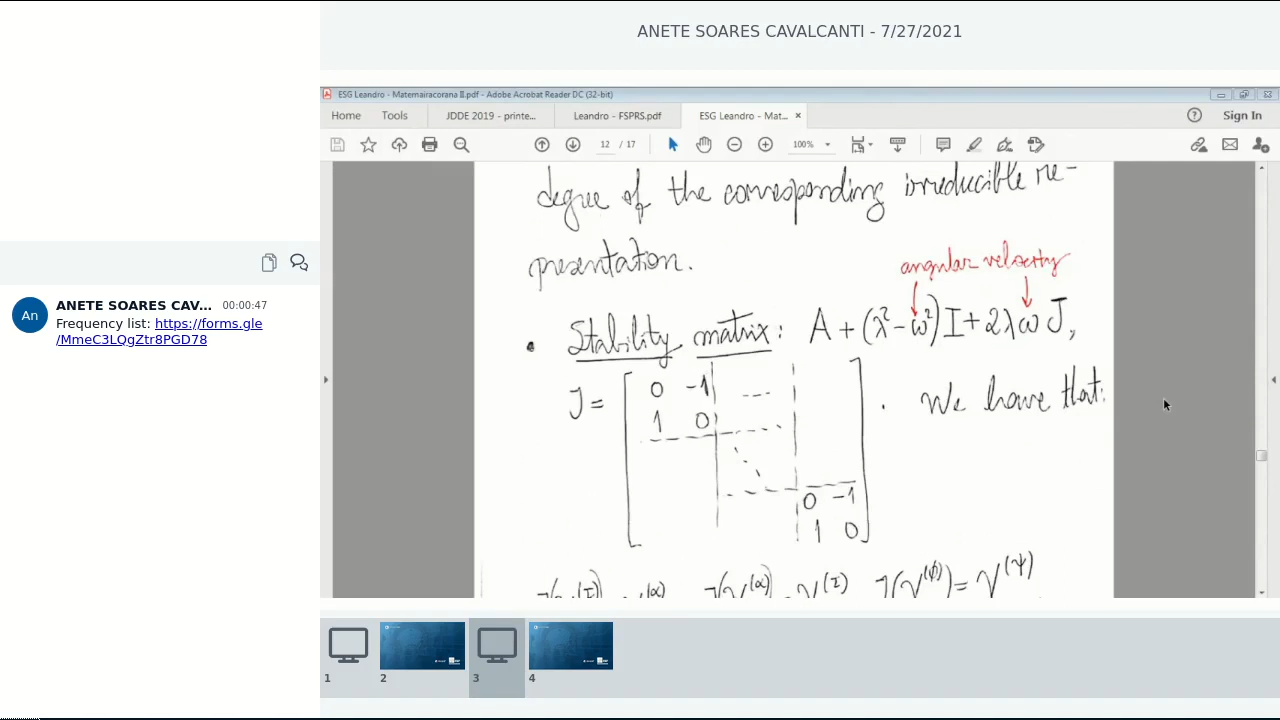 ANETE SOARES CAVALCANTI - 7/27/2021
ESG Leandro - Matemairacorana II.pdf - Adobe Acrobat Reader DC (32-bit)
Home Tools JDDE 2019 - printe... Leandro - FSPRS.pdf ESG Leandro - Mat... × Sign In
12 / 17 100%
An
ANETE SOARES CAV... 00:00:47
Frequency list: https://forms.gle
/MmeC3LQgZtr8PGD78
degree of the corresponding irreducible re-
presentation.
angular velocity
• Stability matrix: A + (λ² - ω²) I + 2λω J,
J = [ 0 -1 ---
1 0
0 -1
1 0 ] . We have that:
J(V^(φ)) = V^(ψ)
1 2 3 4